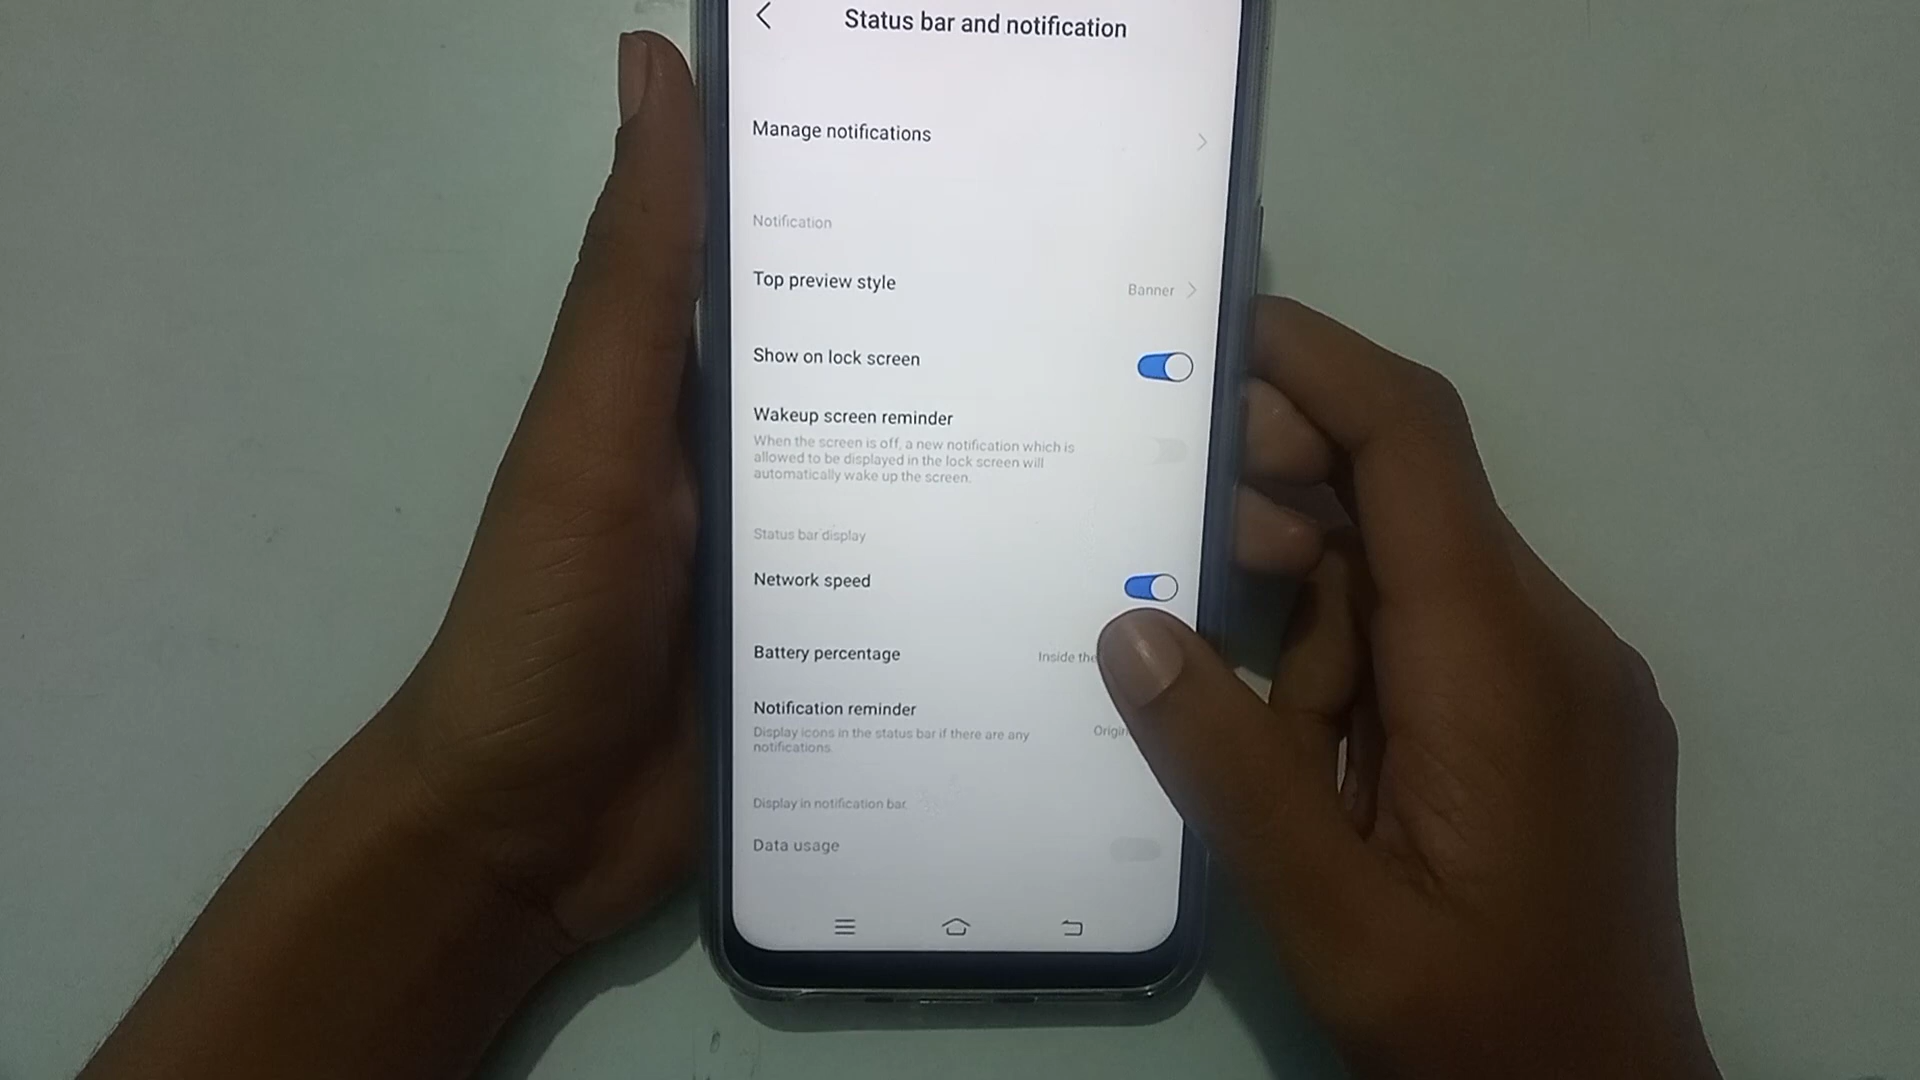 Status bar and notification
Manage notifications
Notification
Top preview style
Banner
Show on lock screen
Wakeup screen reminder
When the screen is off, a new notification which is
allowed to be displayed in the lock screen will
automatically wake up the screen.
Status bar display
Network speed
Battery percentage
Inside the
Notification reminder
Display icons in the status bar if there are any
notifications.
Display in notification bar
Data usage